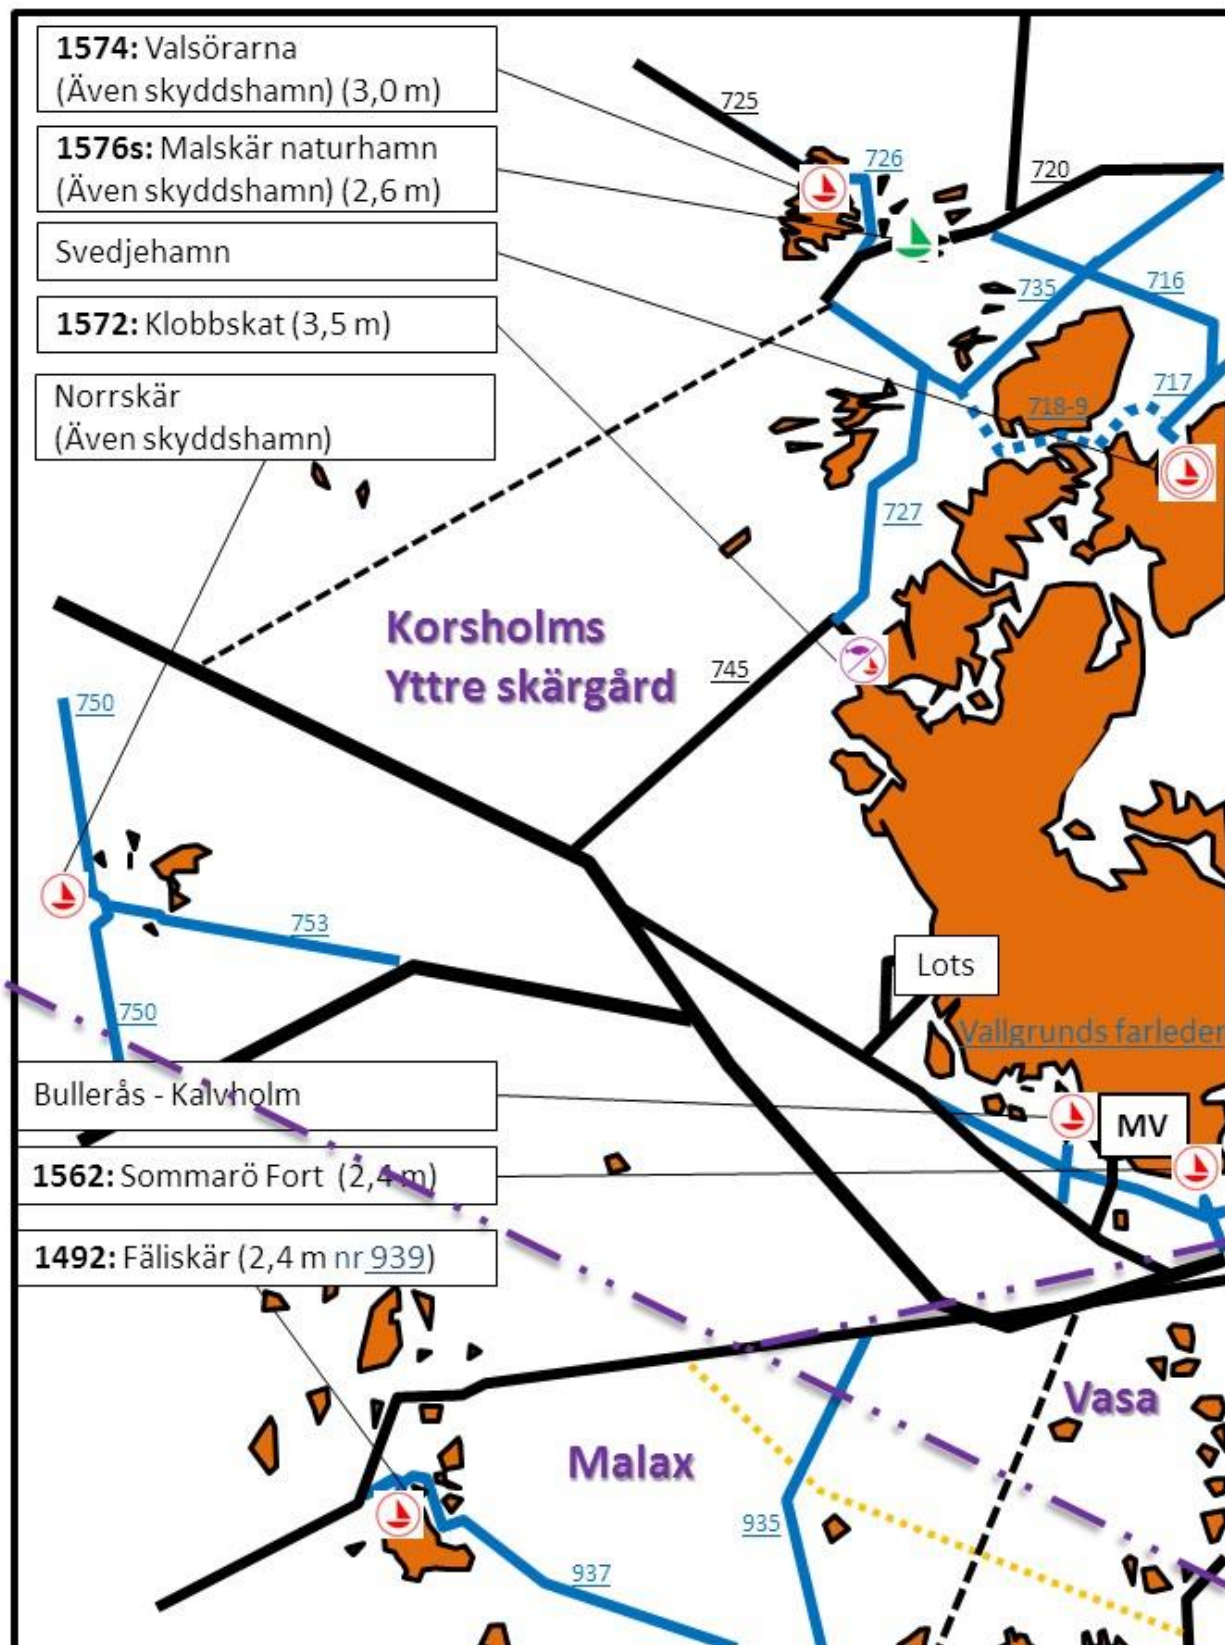 1574: Valsörarna
(Även skyddshamn) (3,0 m)
1576s: Malskär naturhamn
(Även skyddshamn) (2,6 m)
Svedjehamn
1572: Klobbskat (3,5 m)
Norrskär
(Även skyddshamn)
725
726
720
735
716
718-9
717
727
Korsholms
Yttre skärgård
745
750
753
750
Lots
Vallgrunds farleder
Bullerås - Kalvholm
MV
1562: Sommarö Fort (2,4 m)
1492: Fäliskär (2,4 m nr 939)
Vasa
Malax
935
937